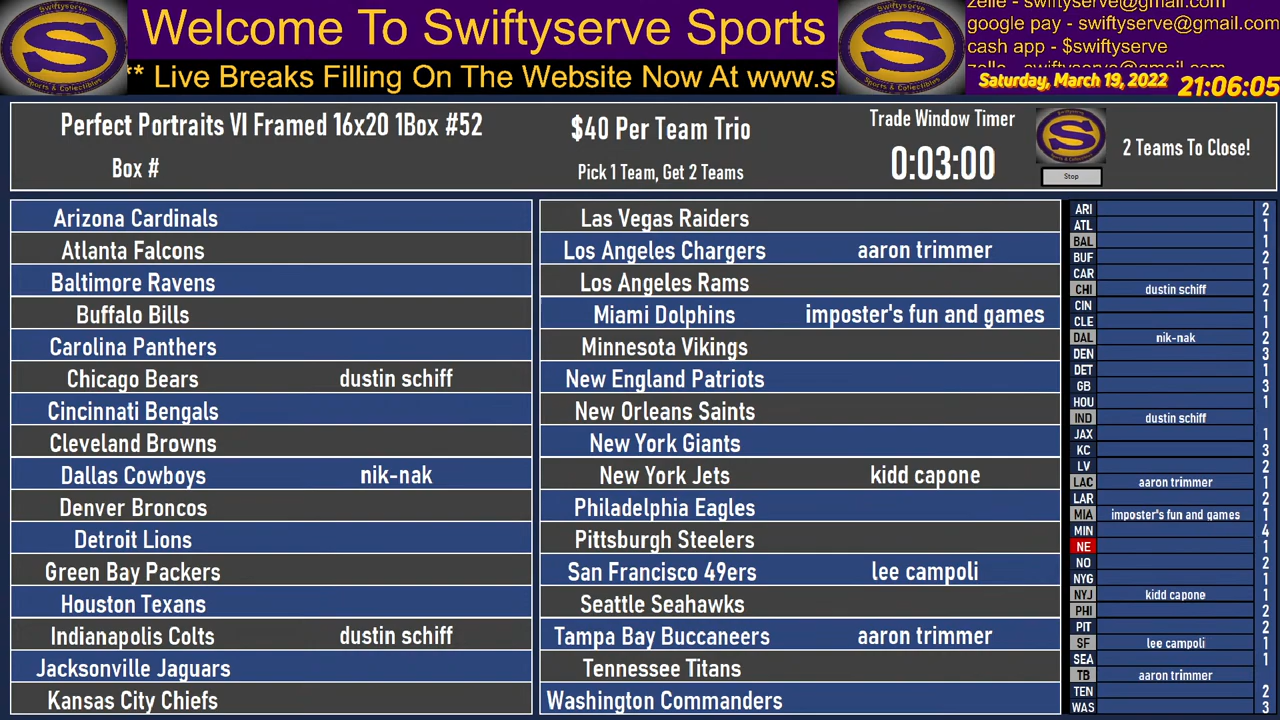 Welcome To Swiftyserve Sports
** Live Breaks Filling On The Website Now At www.s
google pay - swiftyserve@gmail.com
cash app - $swiftyserve
Saturday, March 19, 2022 21:06:05
Perfect Portraits VI Framed 16x20 1Box #52
Box #
$40 Per Team Trio
Pick 1 Team, Get 2 Teams
Trade Window Timer
0:03:00
Stop
2 Teams To Close!
Arizona Cardinals
Atlanta Falcons
Baltimore Ravens
Buffalo Bills
Carolina Panthers
Chicago Bears dustin schiff
Cincinnati Bengals
Cleveland Browns
Dallas Cowboys nik-nak
Denver Broncos
Detroit Lions
Green Bay Packers
Houston Texans
Indianapolis Colts dustin schiff
Jacksonville Jaguars
Kansas City Chiefs
Las Vegas Raiders
Los Angeles Chargers aaron trimmer
Los Angeles Rams
Miami Dolphins imposter's fun and games
Minnesota Vikings
New England Patriots
New Orleans Saints
New York Giants
New York Jets kidd capone
Philadelphia Eagles
Pittsburgh Steelers
San Francisco 49ers lee campoli
Seattle Seahawks
Tampa Bay Buccaneers aaron trimmer
Tennessee Titans
Washington Commanders
ARI 2
ATL 1
BAL 1
BUF 2
CAR 1
CHI dustin schiff 2
CIN 1
CLE 1
DAL nik-nak 2
DEN 3
DET 1
GB 3
HOU 1
IND dustin schiff
JAX 1
KC 3
LV 2
LAC aaron trimmer 1
LAR 2
MIA imposter's fun and games 1
MIN 4
NE 1
NO 2
NYG 1
NYJ kidd capone 1
PHI 2
PIT 2
SF lee campoli 1
SEA 1
TB aaron trimmer
TEN 2
WAS 3